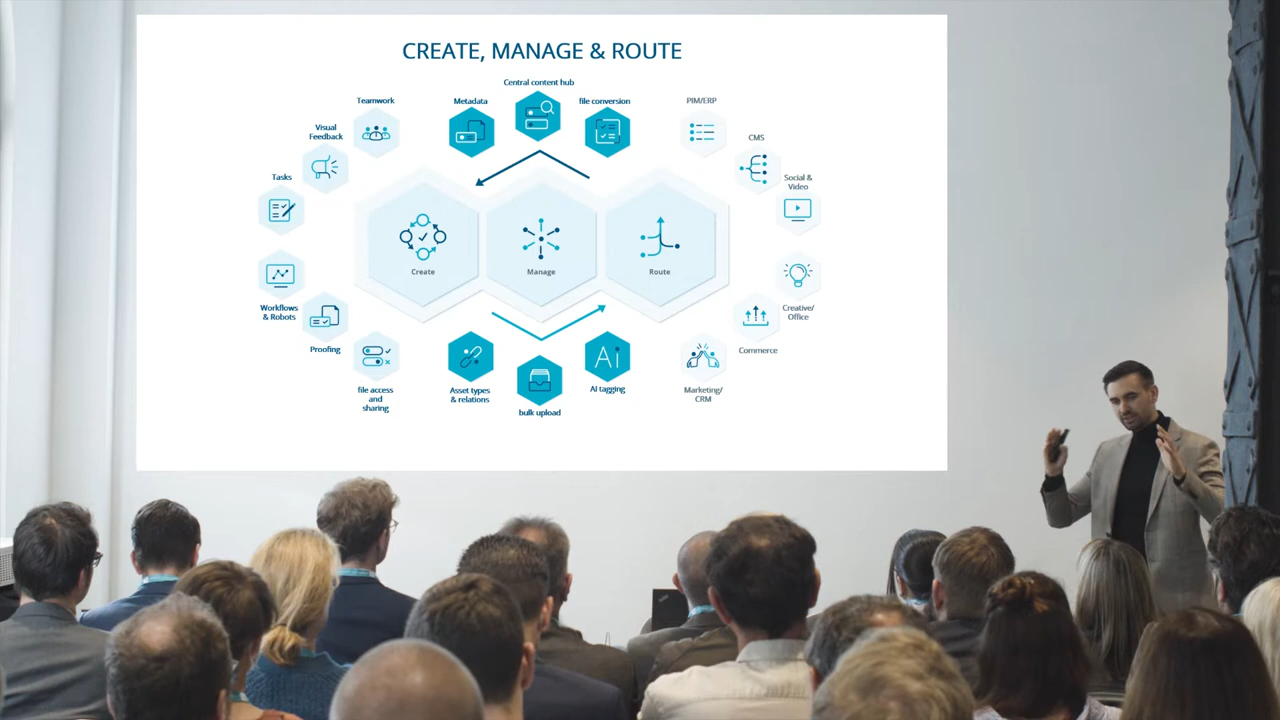 CREATE, MANAGE & ROUTE
Central content hub
Teamwork
Metadata
file conversion
PIM/ERP
Visual
Feedback
CMS
Tasks
Social &
Video
Create
Manage
Route
Workflows
& Robots
Creative/
Office
Proofing
Commerce
Ai
file access
and
sharing
Asset types
& relations
bulk upload
AI tagging
Marketing/
CRM